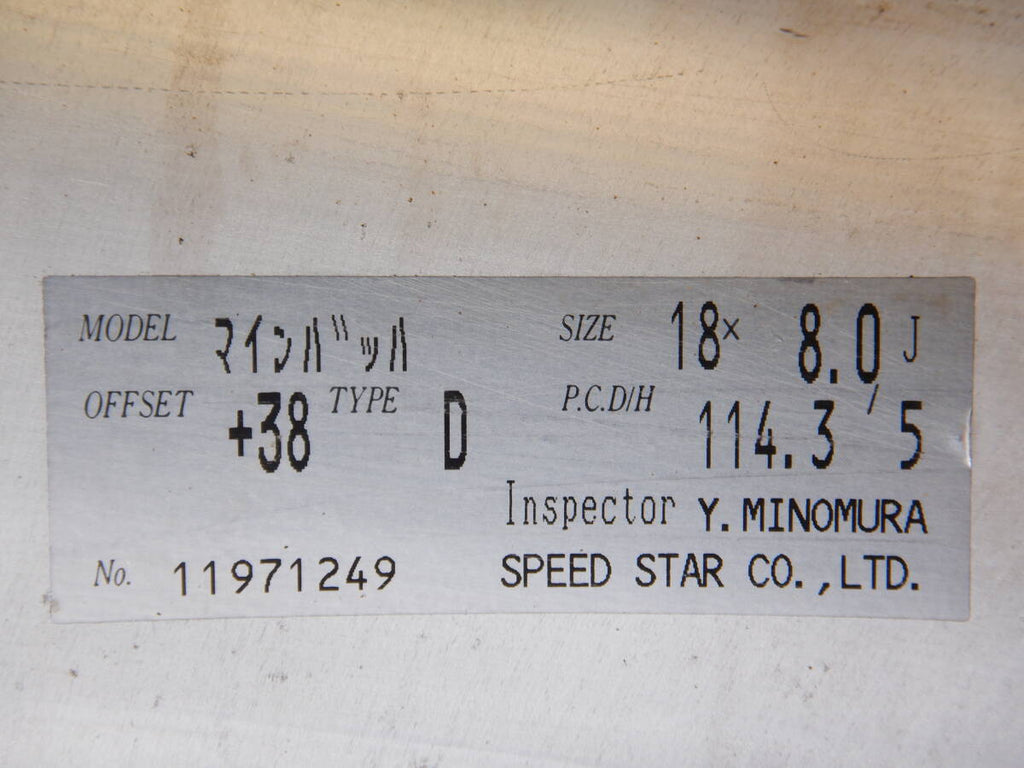 MODEL マインバッハ SIZE 18× 8.0 J
OFFSET +38 TYPE D P.C.D/H 114.3 / 5
Inspector Y. MINOMURA
No. 11971249 SPEED STAR CO.,LTD.